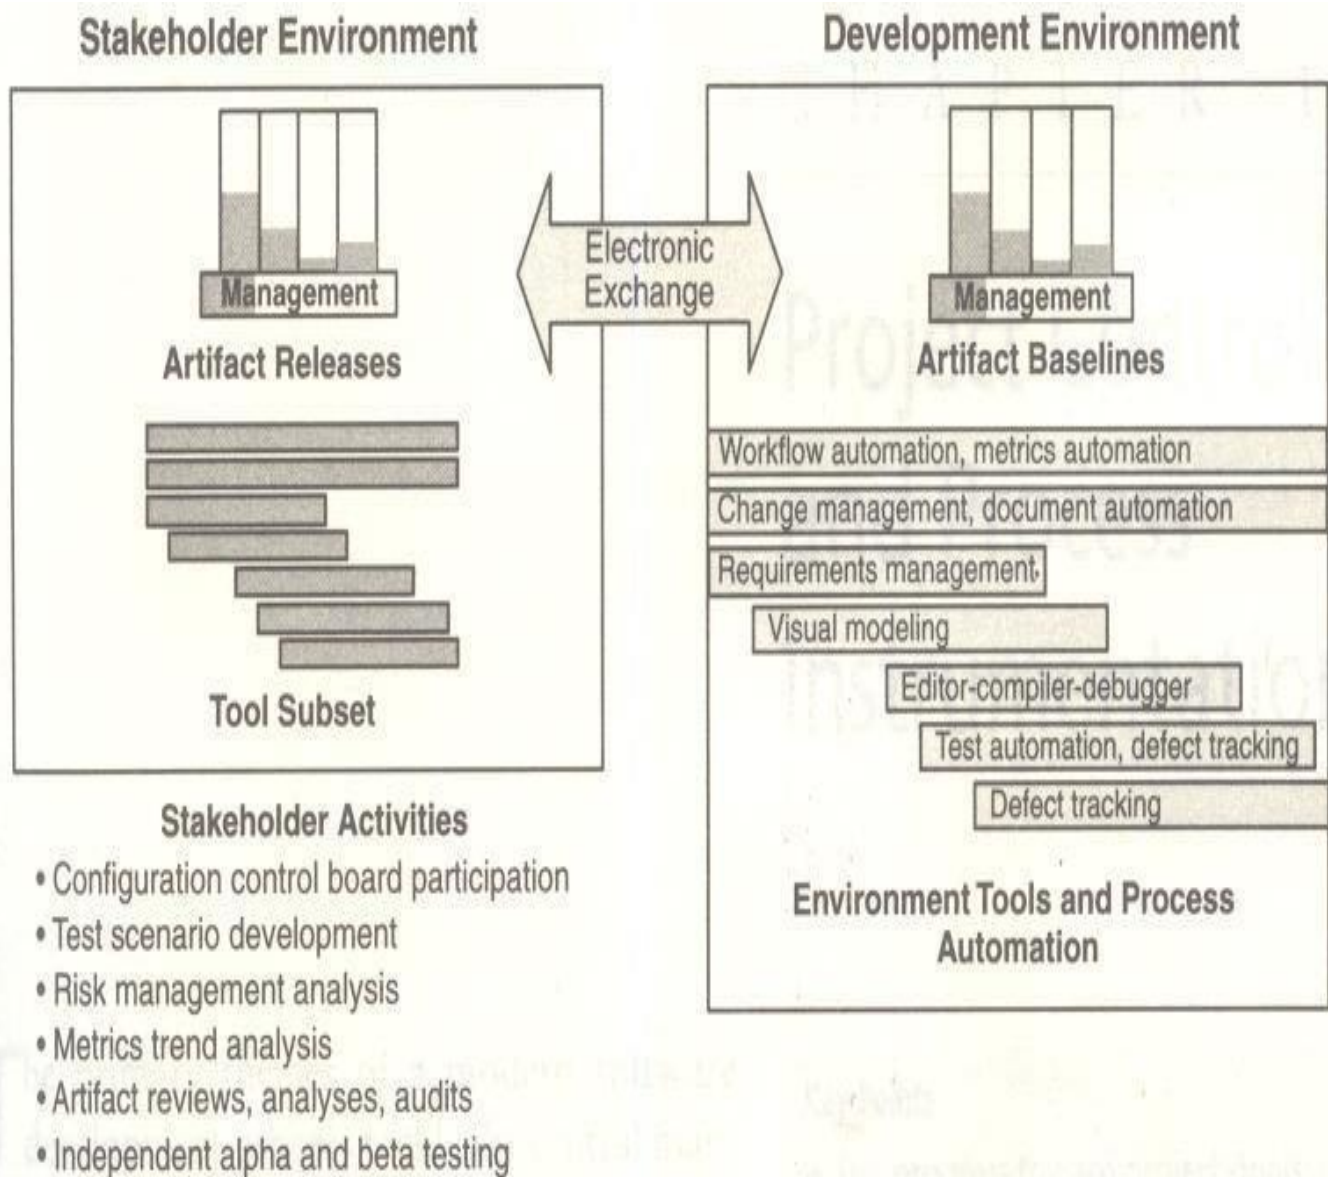 Stakeholder Environment
Management
Artifact Releases
Tool Subset
Electronic
Exchange
Development Environment
Management
Artifact Baselines
Workflow automation, metrics automation
Change management, document automation
Requirements management
Visual modeling
Editor-compiler-debugger
Test automation, defect tracking
Defect tracking
Environment Tools and Process
Automation
Stakeholder Activities
• Configuration control board participation
• Test scenario development
• Risk management analysis
• Metrics trend analysis
• Artifact reviews, analyses, audits
• Independent alpha and beta testing